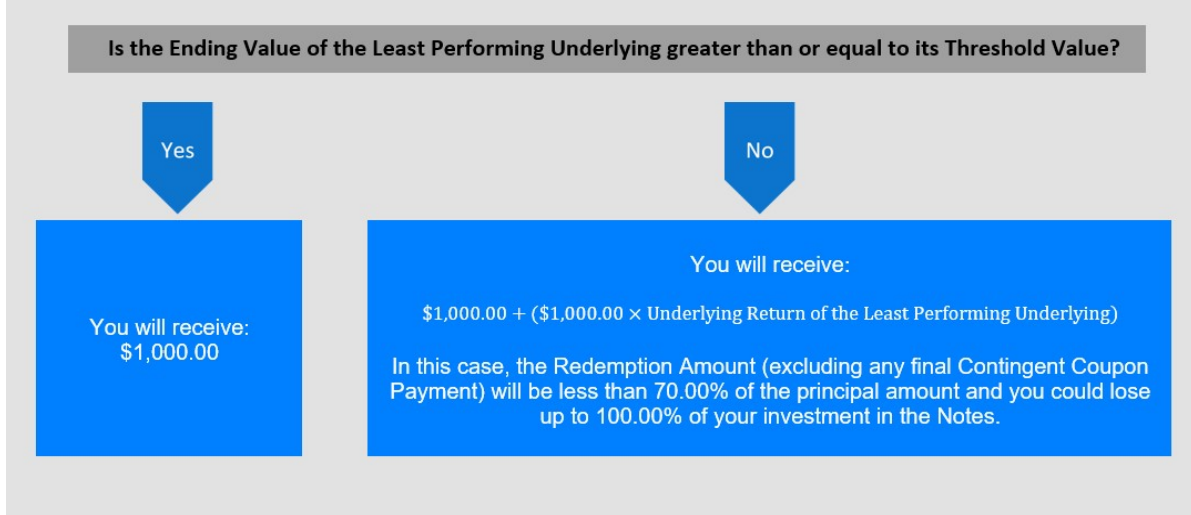 Is the Ending Value of the Least Performing Underlying greater than or equal to its Threshold Value?
Yes
No
You will receive:
$1,000.00
You will receive:
$1,000.00 + ($1,000.00 × Underlying Return of the Least Performing Underlying)
In this case, the Redemption Amount (excluding any final Contingent Coupon
Payment) will be less than 70.00% of the principal amount and you could lose
up to 100.00% of your investment in the Notes.